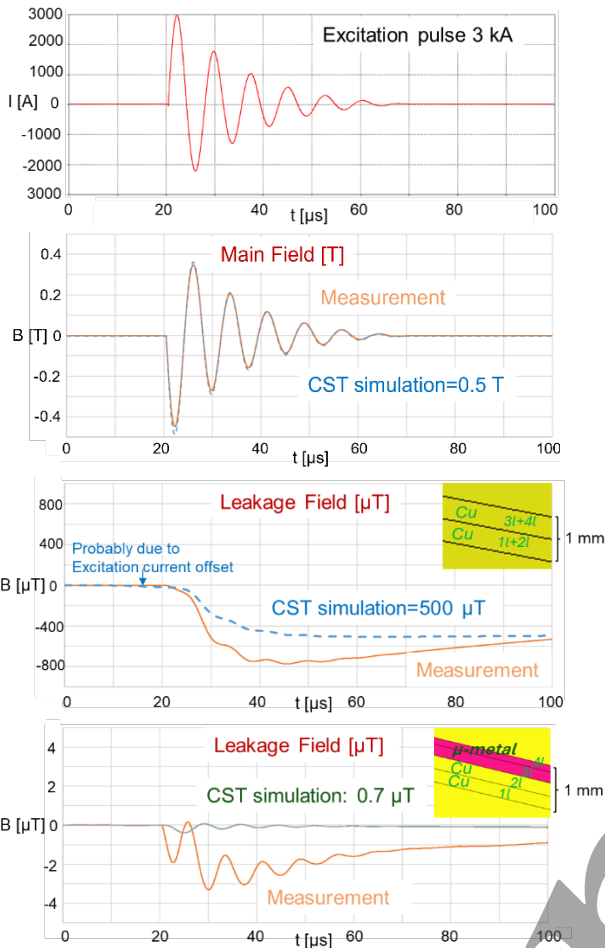 3000
Excitation pulse 3 kA
2000
1000
I [A] 0
-1000
-2000
3000
0 20 40 60 80 100
t [µs]
0.4
Main Field [T]
0.2
Measurement
B [T] 0
-0.2
CST simulation=0.5 T
-0.4
0 20 40 60 80 100
t [µs]
800
Leakage Field [µT]
Cu 3l+4l
Cu 1l+2l
1 mm
400
Probably due to
Excitation current offset
B [µT] 0
CST simulation=500 µT
-400
-800
Measurement
0 20 40 60 80 100
t [µs]
4
Leakage Field [µT]
µ-metal 4l
Cu
Cu 2l
1l
1 mm
2
CST simulation: 0.7 µT
B [µT] 0
-2
Measurement
-4
0 20 40 60 80 100
t [µs]